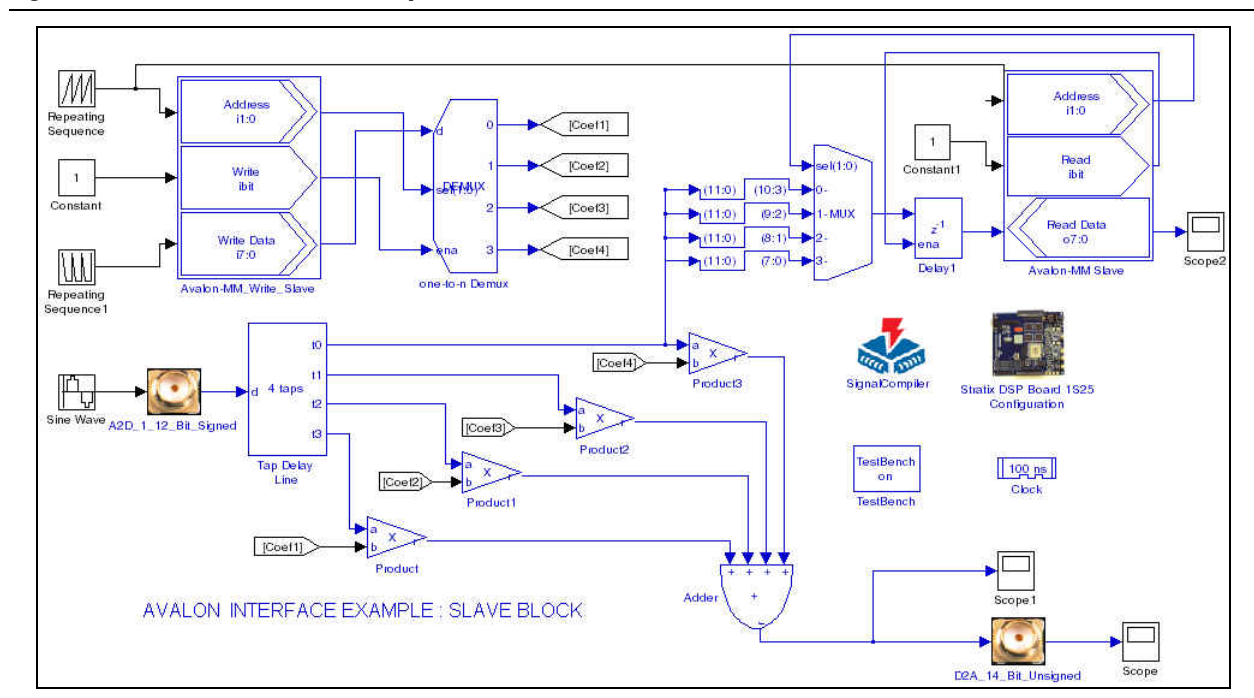 Repeating
Sequence
1
Constant
Repeating
Sequence1
Address
i1:0
Write
ibit
Write Data
i7:0
Avalon-MM_Write_Slave
d
sel(1:0)
ena
DEMUX
0
1
2
3
one-to-n Demux
[Coef1]
[Coef2]
[Coef3]
[Coef4]
(11:0) (10:3)
(11:0) (9:2)
(11:0) (8:1)
(11:0) (7:0)
sel(1:0)
0-
1- MUX
2-
3-
z-1
ena
Delay1
1
Constant1
Address
i1:0
Read
ibit
Read Data
o7:0
Avalon-MM Slave
Scope2
Sine Wave
A2D_1_12_Bit_Signed
d
4 taps
t0
t1
t2
t3
Tap Delay
Line
[Coef4]
a
b
X
r
Product3
[Coef3]
a
b
X
r
Product2
[Coef2]
a
b
X
r
Product1
[Coef1]
a
b
X
r
Product
SignalCompiler
Stratix DSP Board 1S25
Configuration
TestBench
on
TestBench
100 ns
Clock
+ + + +
+
Adder
Scope1
D2A_14_Bit_Unsigned
Scope
AVALON INTERFACE EXAMPLE : SLAVE BLOCK